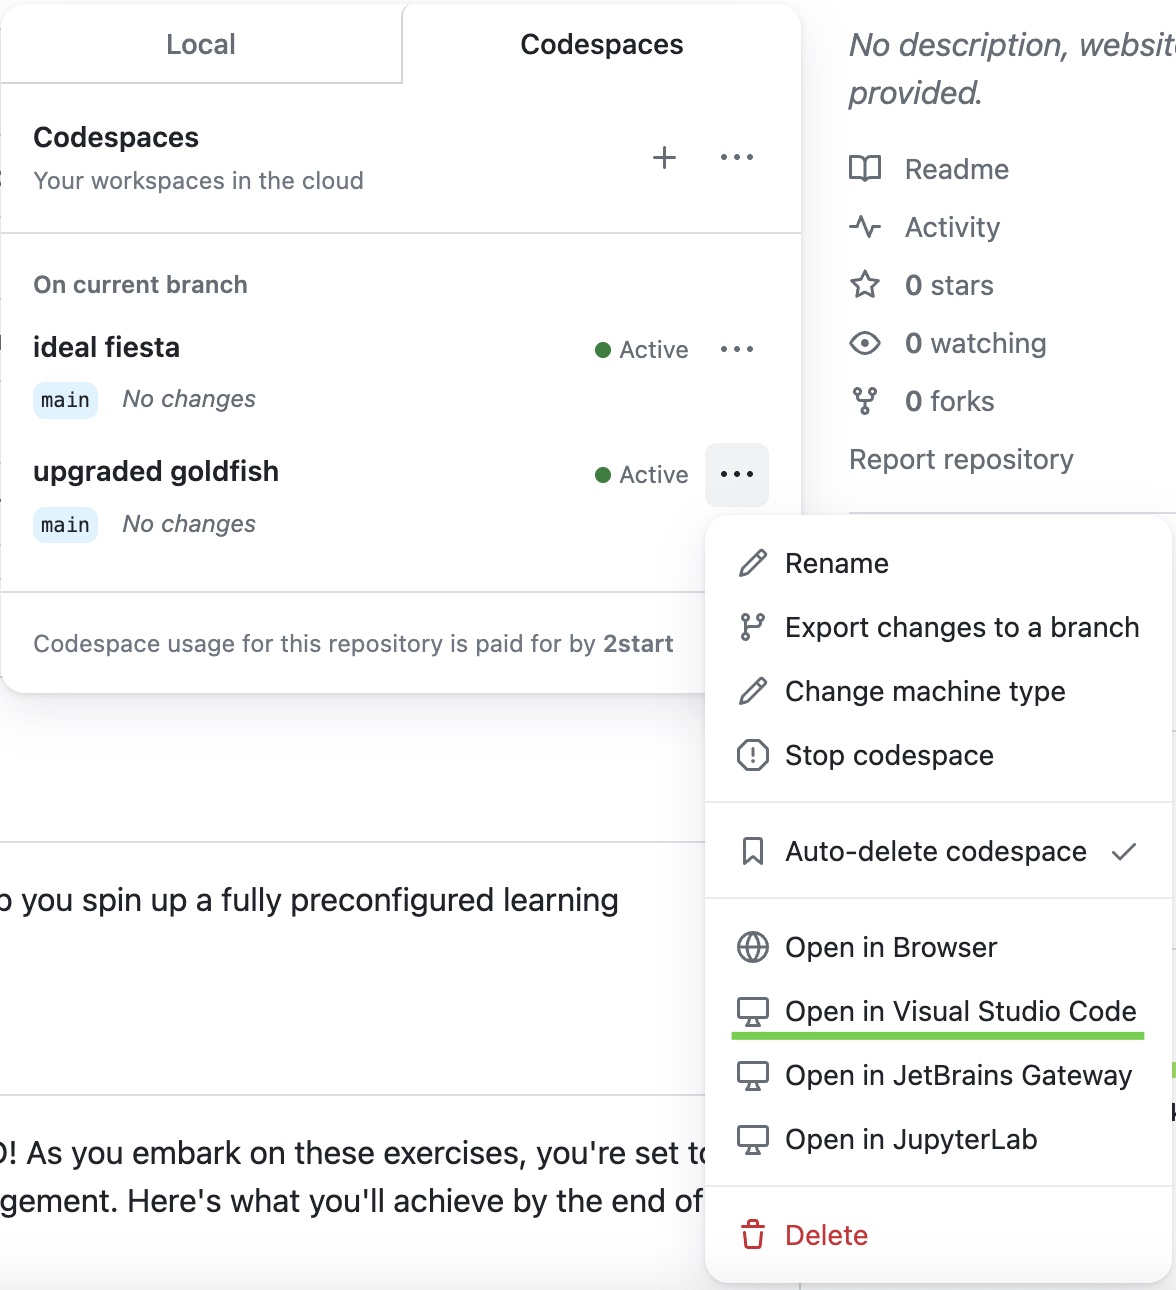 Local
Codespaces
Codespaces
Your workspaces in the cloud
On current branch
ideal fiesta
Active
main
No changes
upgraded goldfish
Active
main
No changes
Codespace usage for this repository is paid for by 2start
No description,
provided.
Readme
Activity
0 stars
0 watching
0 forks
Report repository
Rename
Export changes to a branch
Change machine type
Stop codespace
Auto-delete codespace
Open in Browser
Open in Visual Studio Code
Open in JetBrains Gateway
Open in JupyterLab
Delete
you spin up a fully preconfigured learning
! As you embark on these exercises, you're set
gement. Here's what you'll achieve by the end of